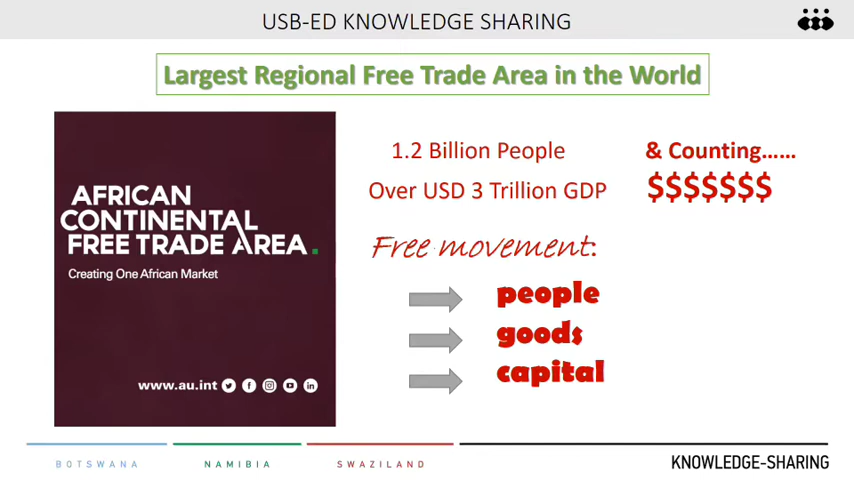 USB-ED KNOWLEDGE SHARING
Largest Regional Free Trade Area in the World
AFRICAN
CONTINENTAL
FREE TRADE AREA.
Creating One African Market
www.au.int
1.2 Billion People & Counting......
Over USD 3 Trillion GDP $$$$$$$
Free movement:
people
goods
capital
BOTSWANA NAMIBIA SWAZILAND KNOWLEDGE-SHARING